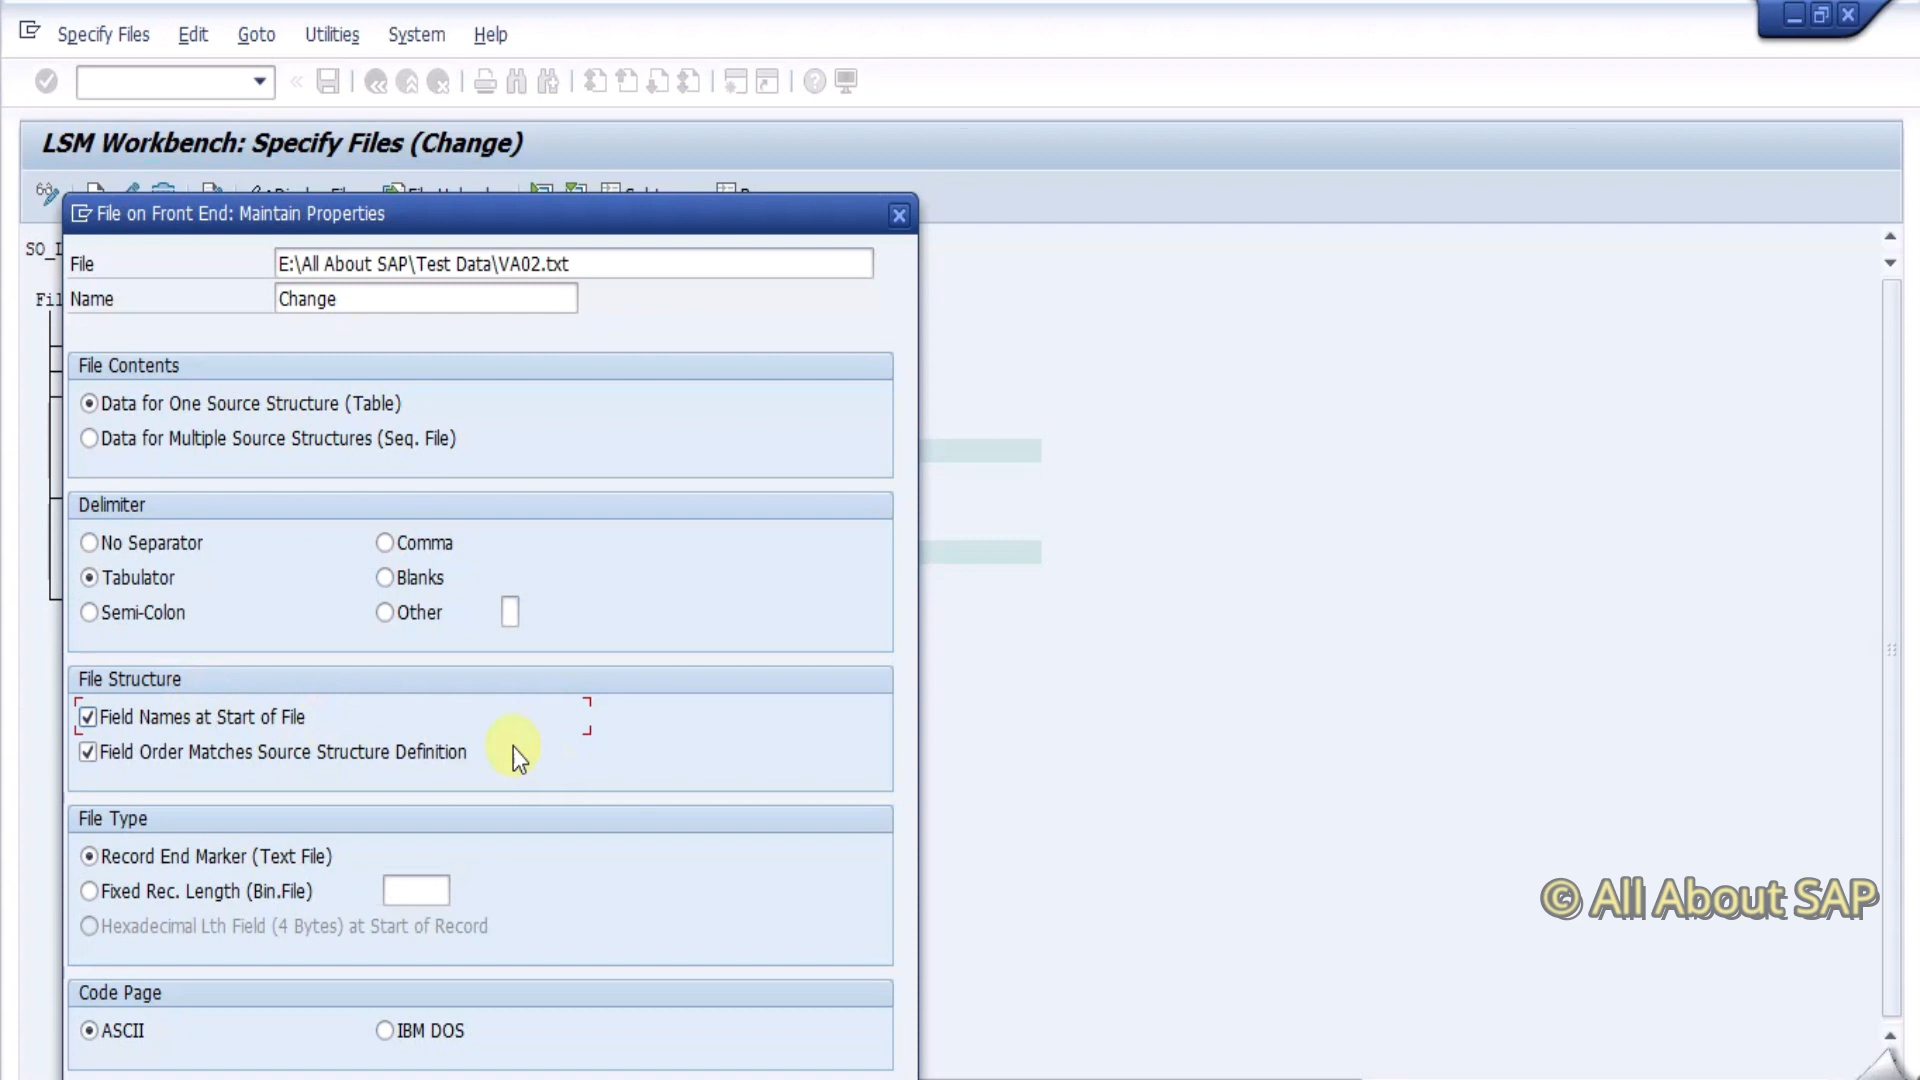 Specify Files Edit Goto Utilities System Help
LSM Workbench: Specify Files (Change)
File on Front End: Maintain Properties
File E:\All About SAP\Test Data\VA02.txt
Name Change
File Contents
Data for One Source Structure (Table)
Data for Multiple Source Structures (Seq. File)
Delimiter
No Separator Comma
Tabulator Blanks
Semi-Colon Other
File Structure
Field Names at Start of File
Field Order Matches Source Structure Definition
File Type
Record End Marker (Text File)
Fixed Rec. Length (Bin.File)
Hexadecimal Lth Field (4 Bytes) at Start of Record
© All About SAP
Code Page
ASCII IBM DOS